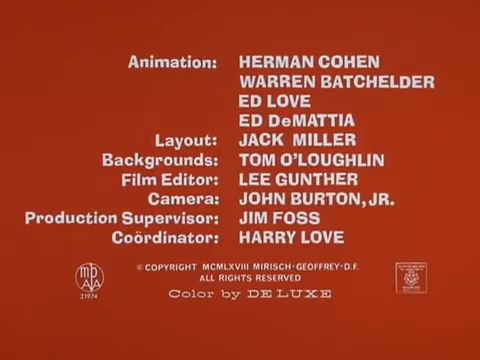 Animation: HERMAN COHEN
WARREN BATCHELDER
ED LOVE
ED DeMATTIA
Layout: JACK MILLER
Backgrounds: TOM O'LOUGHLIN
Film Editor: LEE GUNTHER
Camera: JOHN BURTON, JR.
Production Supervisor: JIM FOSS
Coördinator: HARRY LOVE
© COPYRIGHT MCMLXVIII MIRISCH-GEOFFREY-D.F.
ALL RIGHTS RESERVED
Color by DE LUXE
mpAA
21974